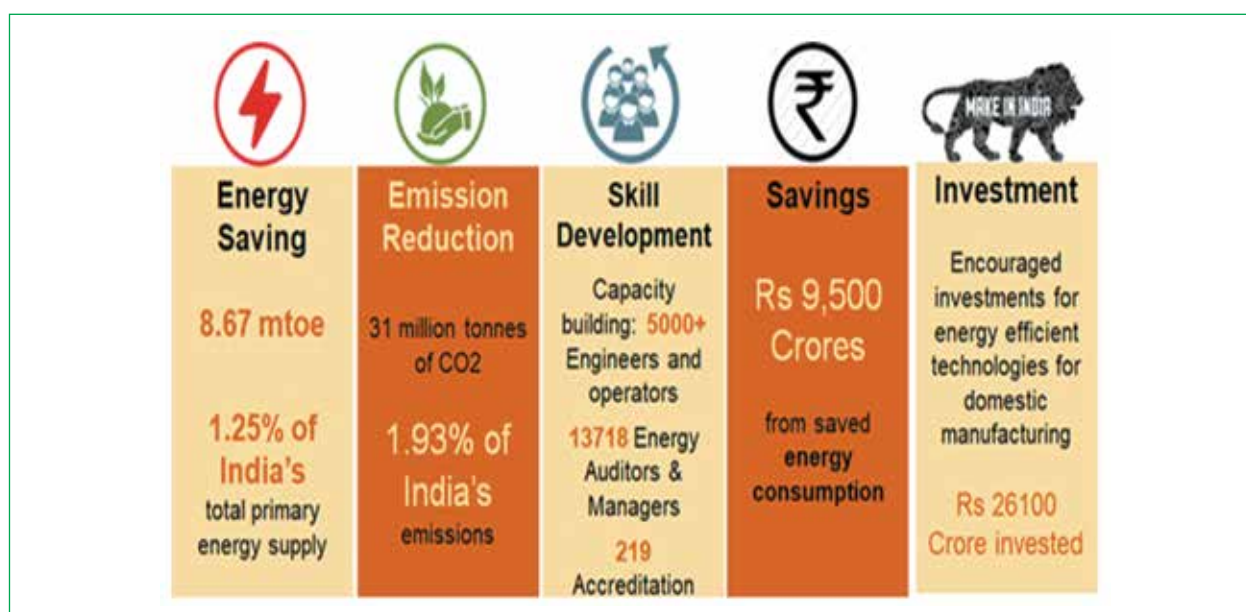 Energy
Saving
8.67 mtoe
1.25% of
India's
total primary
energy supply
Emission
Reduction
31 million tonnes
of CO2
1.93% of
India's
emissions
Skill
Development
Capacity
building: 5000+
Engineers and
operators
13718 Energy
Auditors &
Managers
219
Accreditation
₹
Savings
Rs 9,500
Crores
from saved
energy
consumption
MAKE IN INDIA
Investment
Encouraged
investments for
energy efficient
technologies for
domestic
manufacturing
Rs 26100
Crore invested